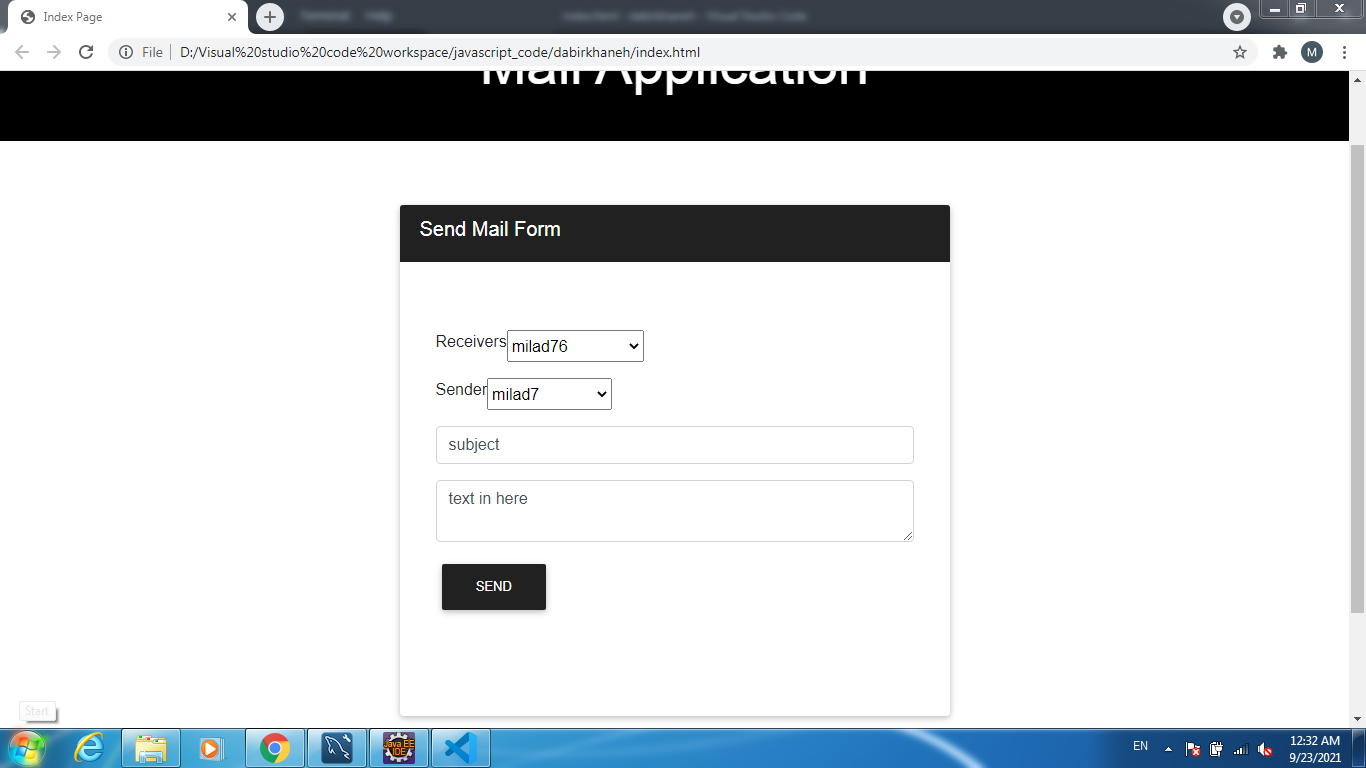 Index Page
Terminal Help
index.html - dabirkhaneh - Visual Studio Code
File
D:/Visual%20studio%20code%20workspace/javascript_code/dabirkhaneh/index.html
M
Mail Application
Send Mail Form
Receivers milad76
Sender milad7
subject
text in here
SEND
Start
Java EE
IDE
EN
12:32 AM
9/23/2021